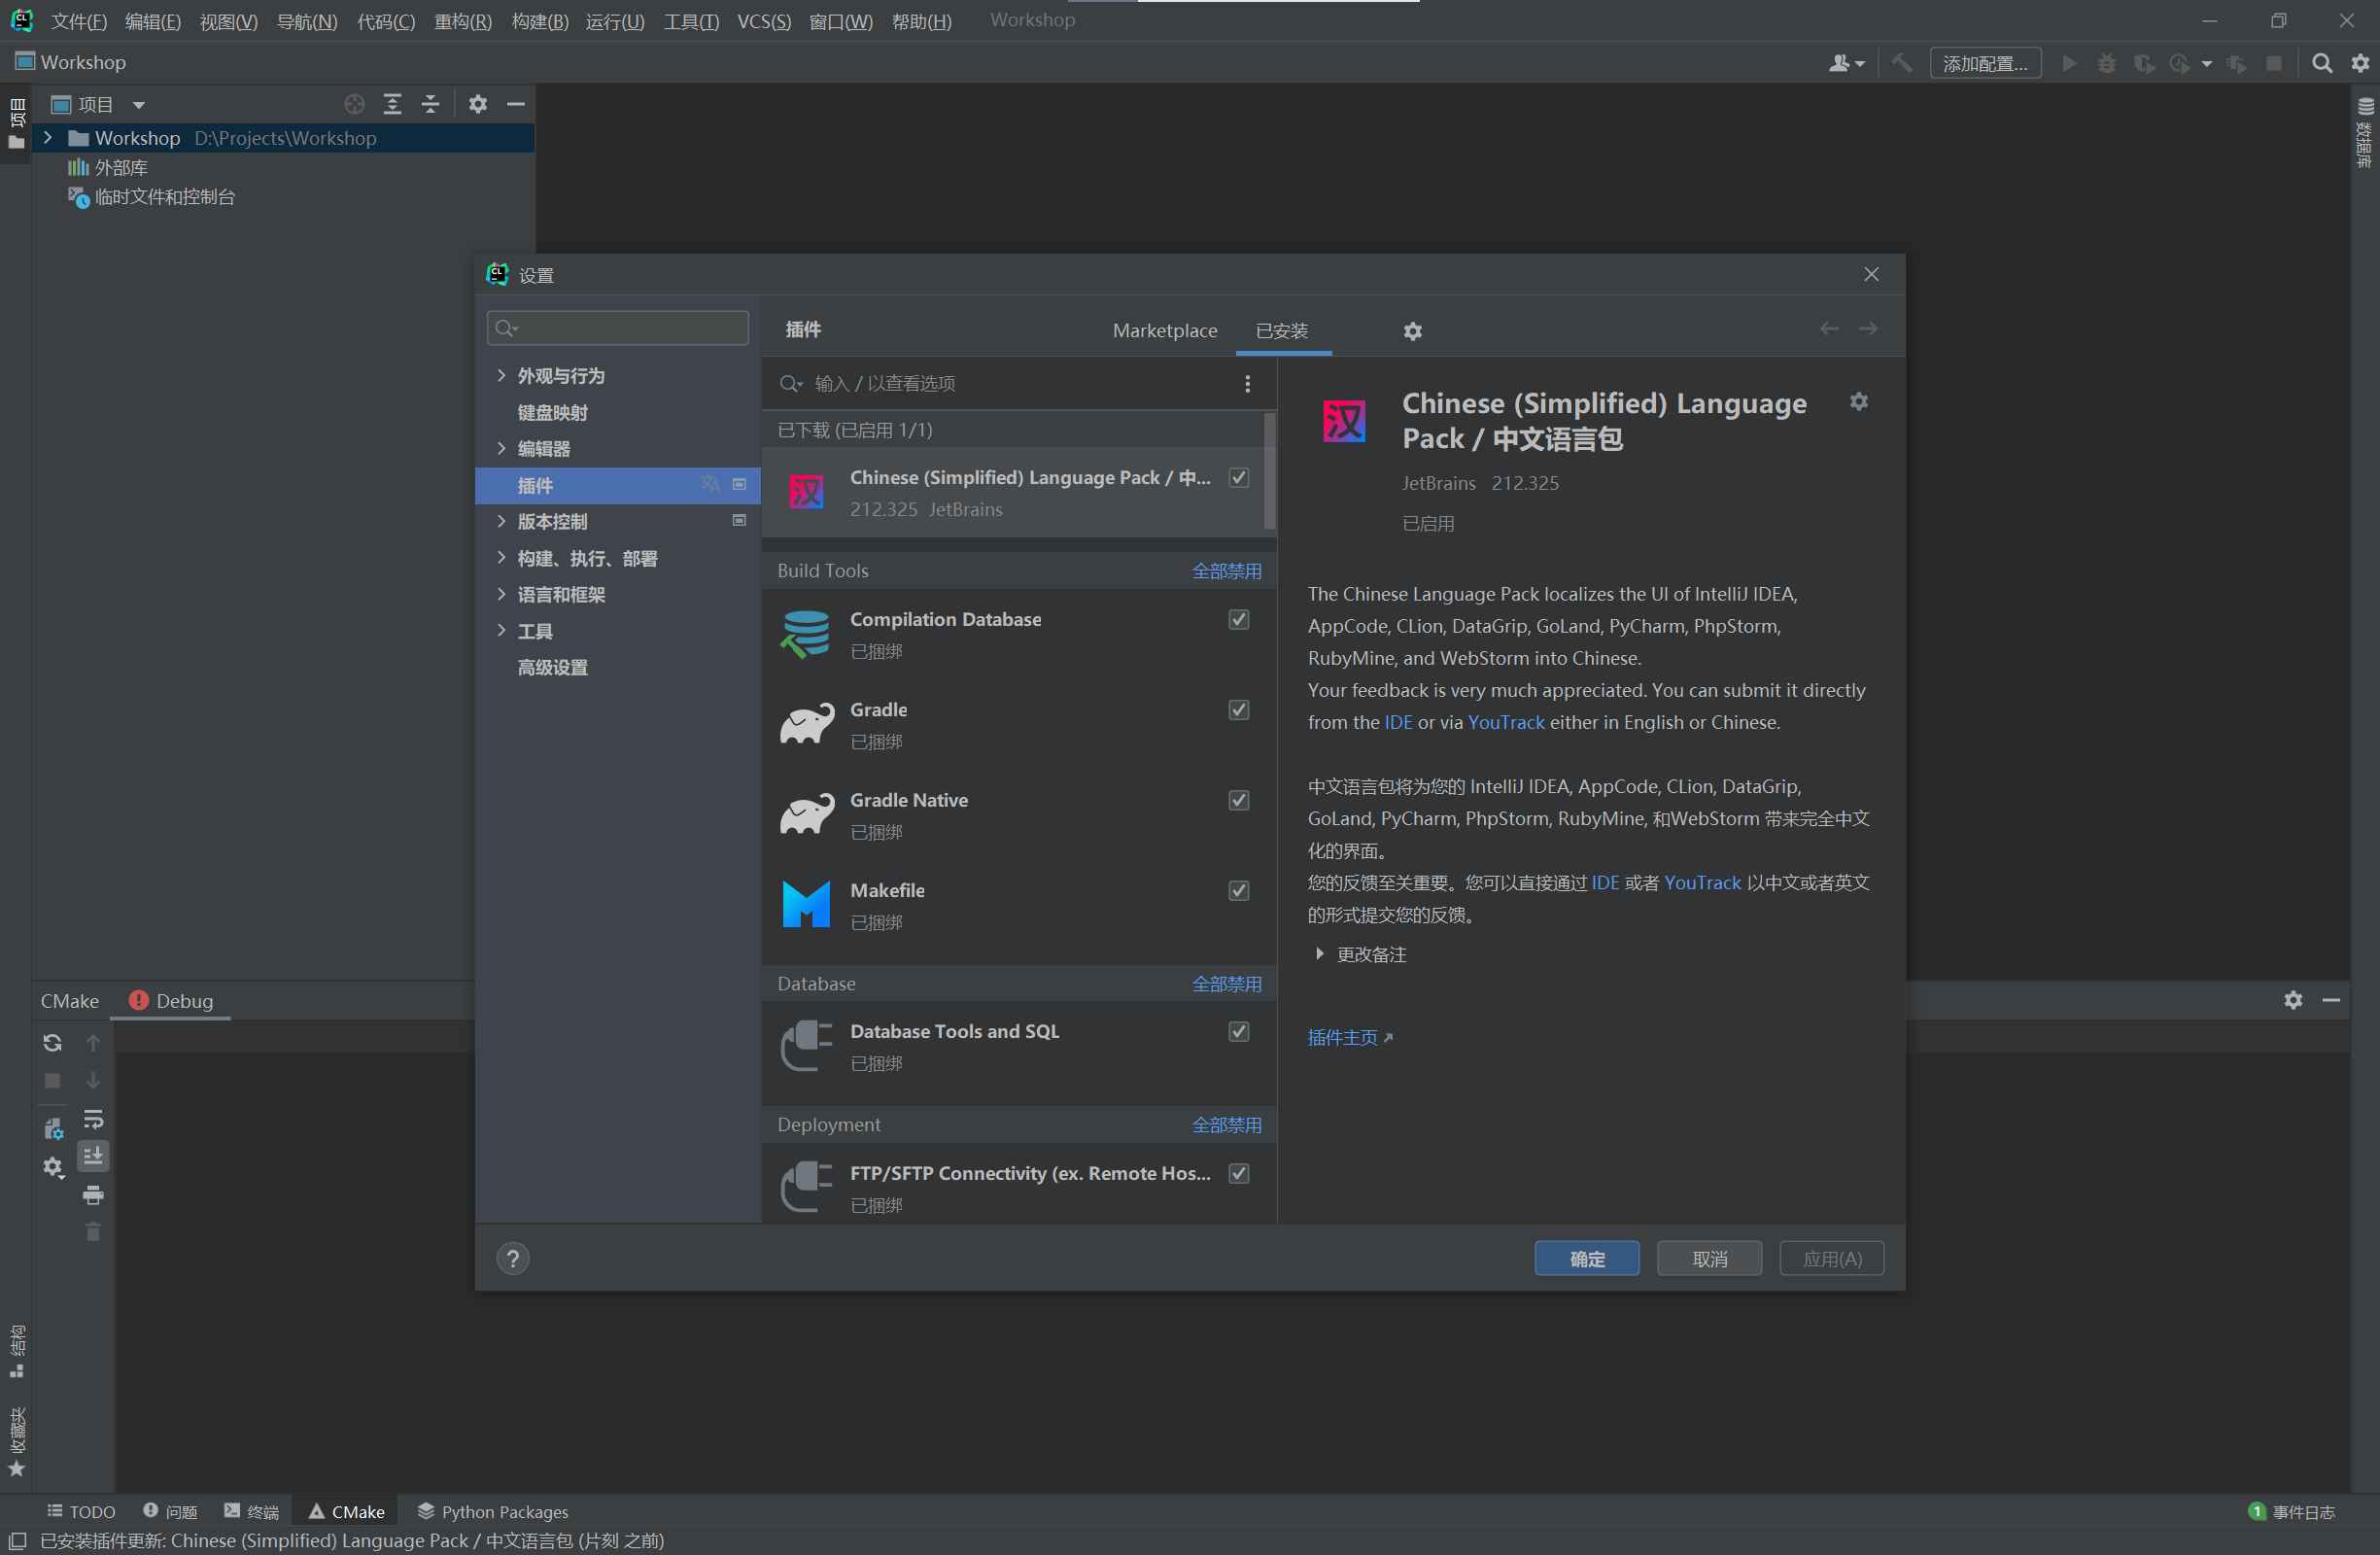 文件(F) 编辑(E) 视图(V) 导航(N) 代码(C) 重构(R) 构建(B) 运行(U) 工具(T) VCS(S) 窗口(W) 帮助(H) Workshop
Workshop
添加配置...
项目
项目
Workshop D:\Projects\Workshop
外部库
临时文件和控制台
数据库
设置
外观与行为
键盘映射
编辑器
插件
版本控制
构建、执行、部署
语言和框架
工具
高级设置
插件 Marketplace 已安装
输入 / 以查看选项
已下载 (已启用 1/1)
Chinese (Simplified) Language Pack / 中...
212.325 JetBrains
Build Tools 全部禁用
Compilation Database
已捆绑
Gradle
已捆绑
Gradle Native
已捆绑
Makefile
已捆绑
Database 全部禁用
Database Tools and SQL
已捆绑
Deployment 全部禁用
FTP/SFTP Connectivity (ex. Remote Hos...
已捆绑
汉
汉
Chinese (Simplified) Language
Pack / 中文语言包
JetBrains 212.325
已启用
The Chinese Language Pack localizes the UI of IntelliJ IDEA,
AppCode, CLion, DataGrip, GoLand, PyCharm, PhpStorm,
RubyMine, and WebStorm into Chinese.
Your feedback is very much appreciated. You can submit it directly
from the IDE or via YouTrack either in English or Chinese.
中文语言包将为您的 IntelliJ IDEA, AppCode, CLion, DataGrip,
GoLand, PyCharm, PhpStorm, RubyMine, 和WebStorm 带来完全中文
化的界面。
您的反馈至关重要。您可以直接通过 IDE 或者 YouTrack 以中文或者英文
的形式提交您的反馈。
更改备注
插件主页
? 确定 取消 应用(A)
CMake Debug
结构
收藏夹
TODO 问题 终端 CMake Python Packages 1 事件日志
已安装插件更新: Chinese (Simplified) Language Pack / 中文语言包 (片刻 之前)